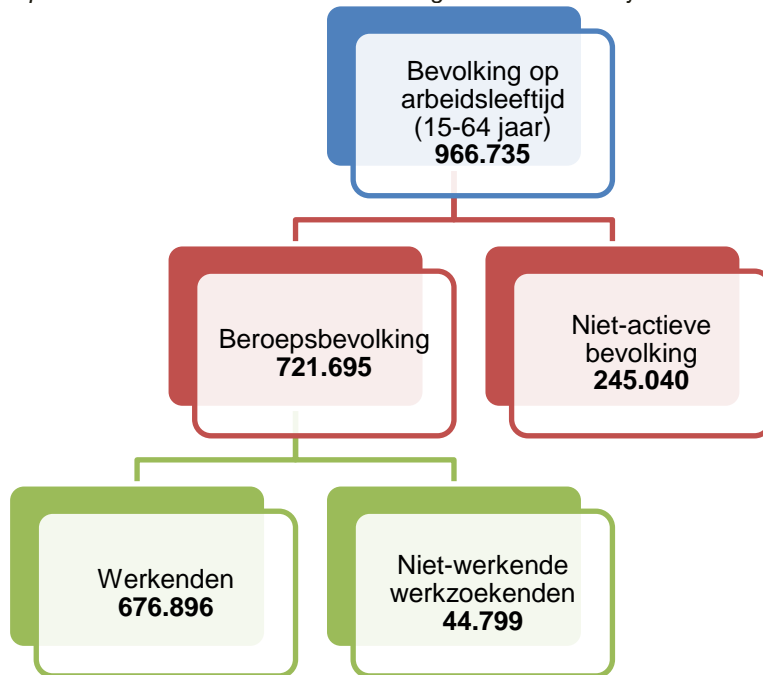 Bevolking op
arbeidsleeftijd
(15-64 jaar)
966.735
Beroepsbevolking
721.695
Niet-actieve
bevolking
245.040
Werkenden
676.896
Niet-werkende
werkzoekenden
44.799